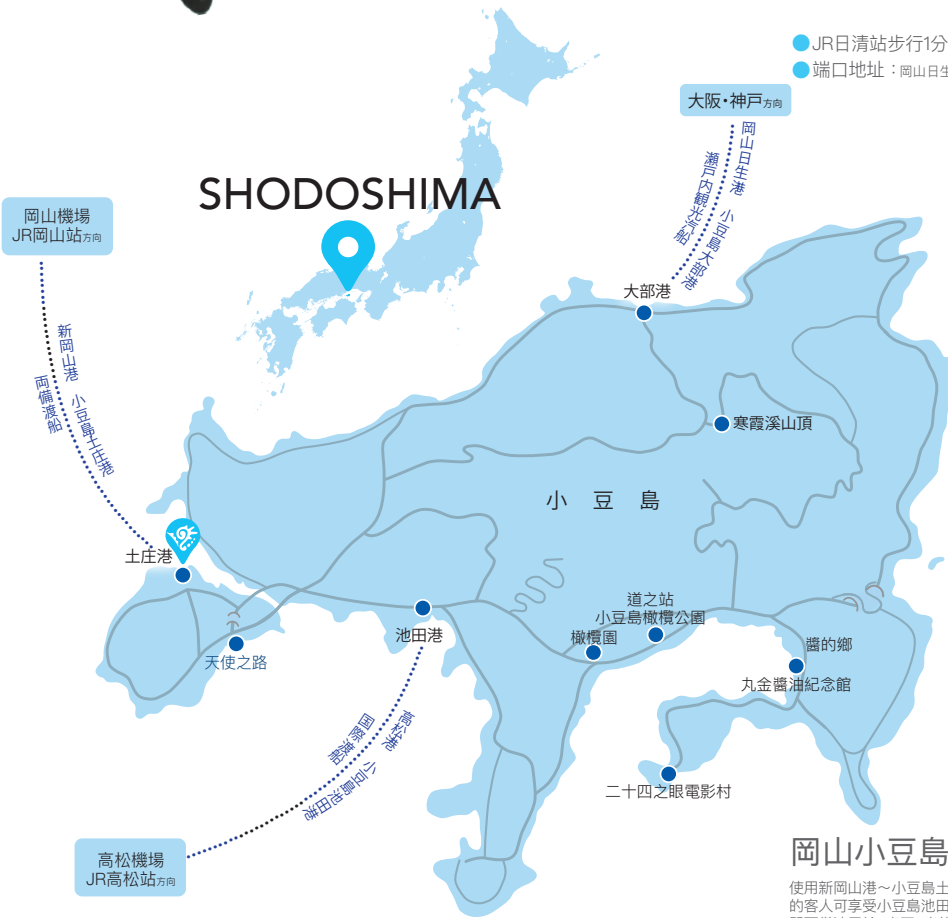 ●JR日清站步行1分
●端口地址：岡山日生
大阪・神戸方向
岡山日生港 小豆島大部港
瀬戸内観光汽船
SHODOSHIMA
岡山機場
JR岡山站方向
大部港
新岡山港 小豆島土庄港
両備渡船
寒霞溪山頂
小豆島
土庄港
道之站
小豆島橄欖公園
池田港
橄欖園
醬的鄉
天使之路
丸金醬油紀念館
高松港 小豆島池田港
国際渡船
二十四之眼電影村
高松機場
JR高松站方向
岡山小豆島
使用新岡山港～小豆島土
的客人可享受小豆島池田